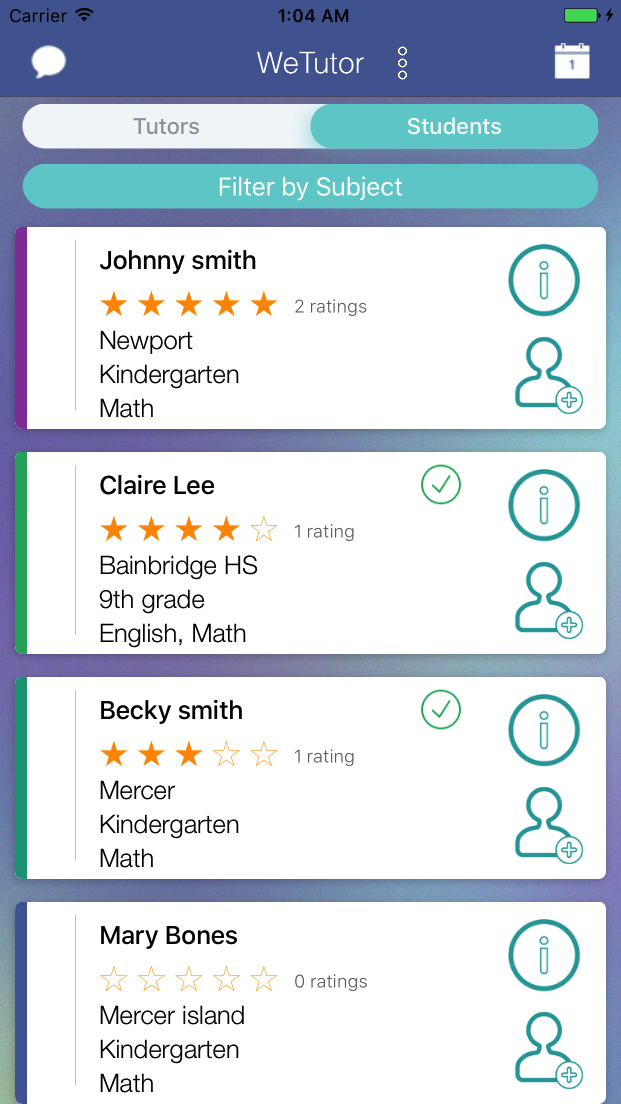 Carrier 1:04 AM
WeTutor
1
Tutors Students
Filter by Subject
Johnny smith
2 ratings
Newport
Kindergarten
Math
Claire Lee
1 rating
Bainbridge HS
9th grade
English, Math
Becky smith
1 rating
Mercer
Kindergarten
Math
Mary Bones
0 ratings
Mercer island
Kindergarten
Math